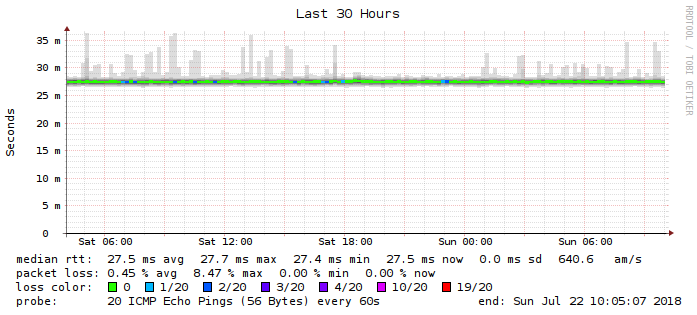 Last 30 Hours
RRDTOOL / TOBI OETIKER
Seconds
35 m
30 m
25 m
20 m
15 m
10 m
5 m
0
Sat 06:00 Sat 12:00 Sat 18:00 Sun 00:00 Sun 06:00
median rtt: 27.5 ms avg 27.7 ms max 27.4 ms min 27.5 ms now 0.0 ms sd 640.6 am/s
packet loss: 0.45 % avg 8.47 % max 0.00 % min 0.00 % now
loss color: 0 1/20 2/20 3/20 4/20 10/20 19/20
probe: 20 ICMP Echo Pings (56 Bytes) every 60s end: Sun Jul 22 10:05:07 2018